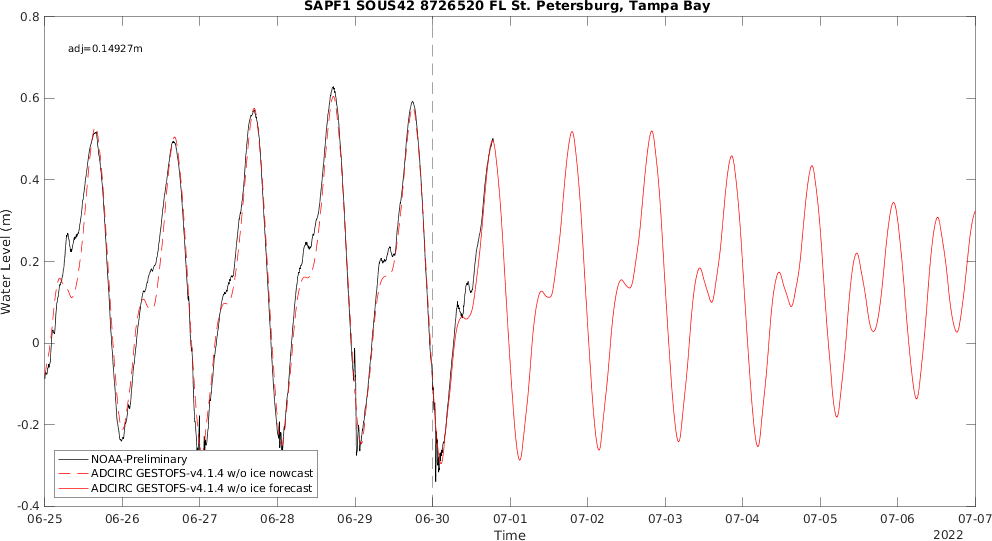 SAPF1 SOUS42 8726520 FL St. Petersburg, Tampa Bay
adj=0.14927m
0.8
0.6
0.4
0.2
0
-0.2
-0.4
Water Level (m)
NOAA-Preliminary
ADCIRC GESTOFS-v4.1.4 w/o ice nowcast
ADCIRC GESTOFS-v4.1.4 w/o ice forecast
06-25 06-26 06-27 06-28 06-29 06-30 07-01 07-02 07-03 07-04 07-05 07-06 07-07
Time
2022